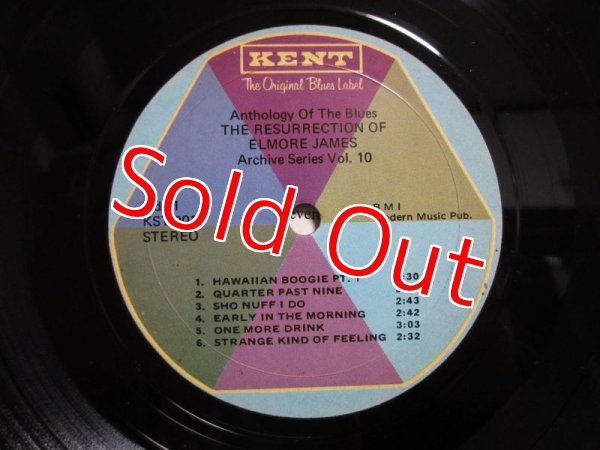 KENT
The Original Blues Label
Anthology Of The Blues
THE RESURRECTION OF
ELMORE JAMES
Archive Series Vol. 10
BMI
Modern Music Pub.
STEREO
Sold Out
1. HAWAIIAN BOOGIE PT. 1
2. QUARTER PAST NINE
3. SHO NUFF I DO 2:43
4. EARLY IN THE MORNING 2:42
5. ONE MORE DRINK 3:03
6. STRANGE KIND OF FEELING 2:32